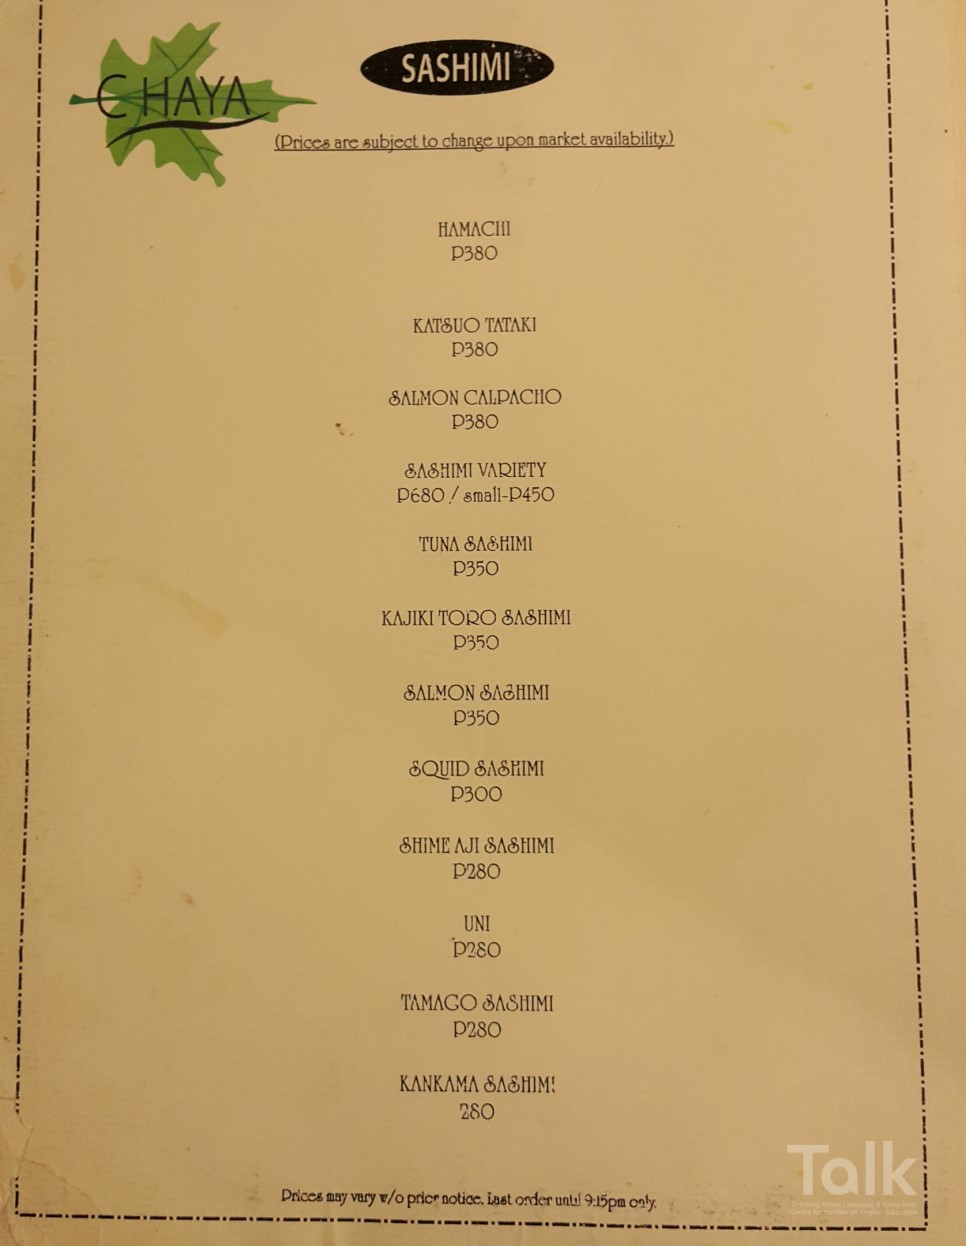 CHAYA
SASHIMI
(Prices are subject to change upon market availability.)
HAMACHI
P380
KATSUO TATAKI
P380
SALMON CALPACHO
P380
SASHIMI VARIETY
P680 / small-P450
TUNA SASHIMI
P350
KAJIKI TORO SASHIMI
P350
SALMON SASHIMI
P350
SQUID SASHIMI
P300
SHIME AJI SASHIMI
P280
UNI
P280
TAMAGO SASHIMI
P280
KANKAMA SASHIMI
280
Prices may vary w/o prior notice. Last order until 9:15pm only.
Talk